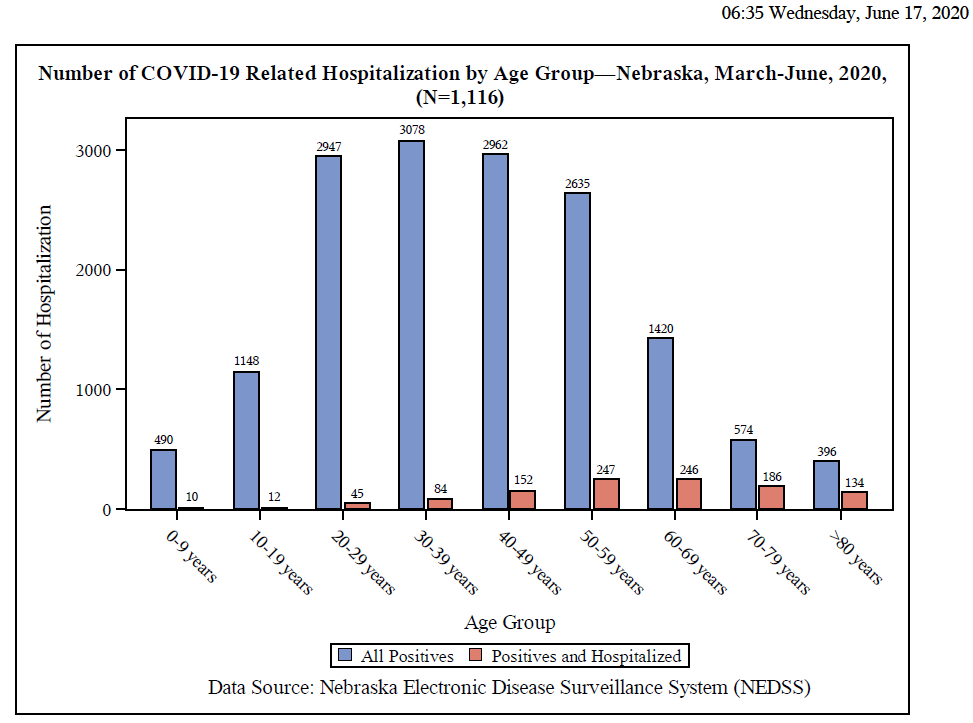 06:35 Wednesday, June 17, 2020
Number of COVID-19 Related Hospitalization by Age Group—Nebraska, March-June, 2020,
(N=1,116)
Number of Hospitalization
3000
2000
1000
0
490
10
1148
12
2947
45
3078
84
2962
152
2635
247
1420
246
574
186
396
134
0-9 years
10-19 years
20-29 years
30-39 years
40-49 years
50-59 years
60-69 years
70-79 years
>80 years
Age Group
All Positives Positives and Hospitalized
Data Source: Nebraska Electronic Disease Surveillance System (NEDSS)